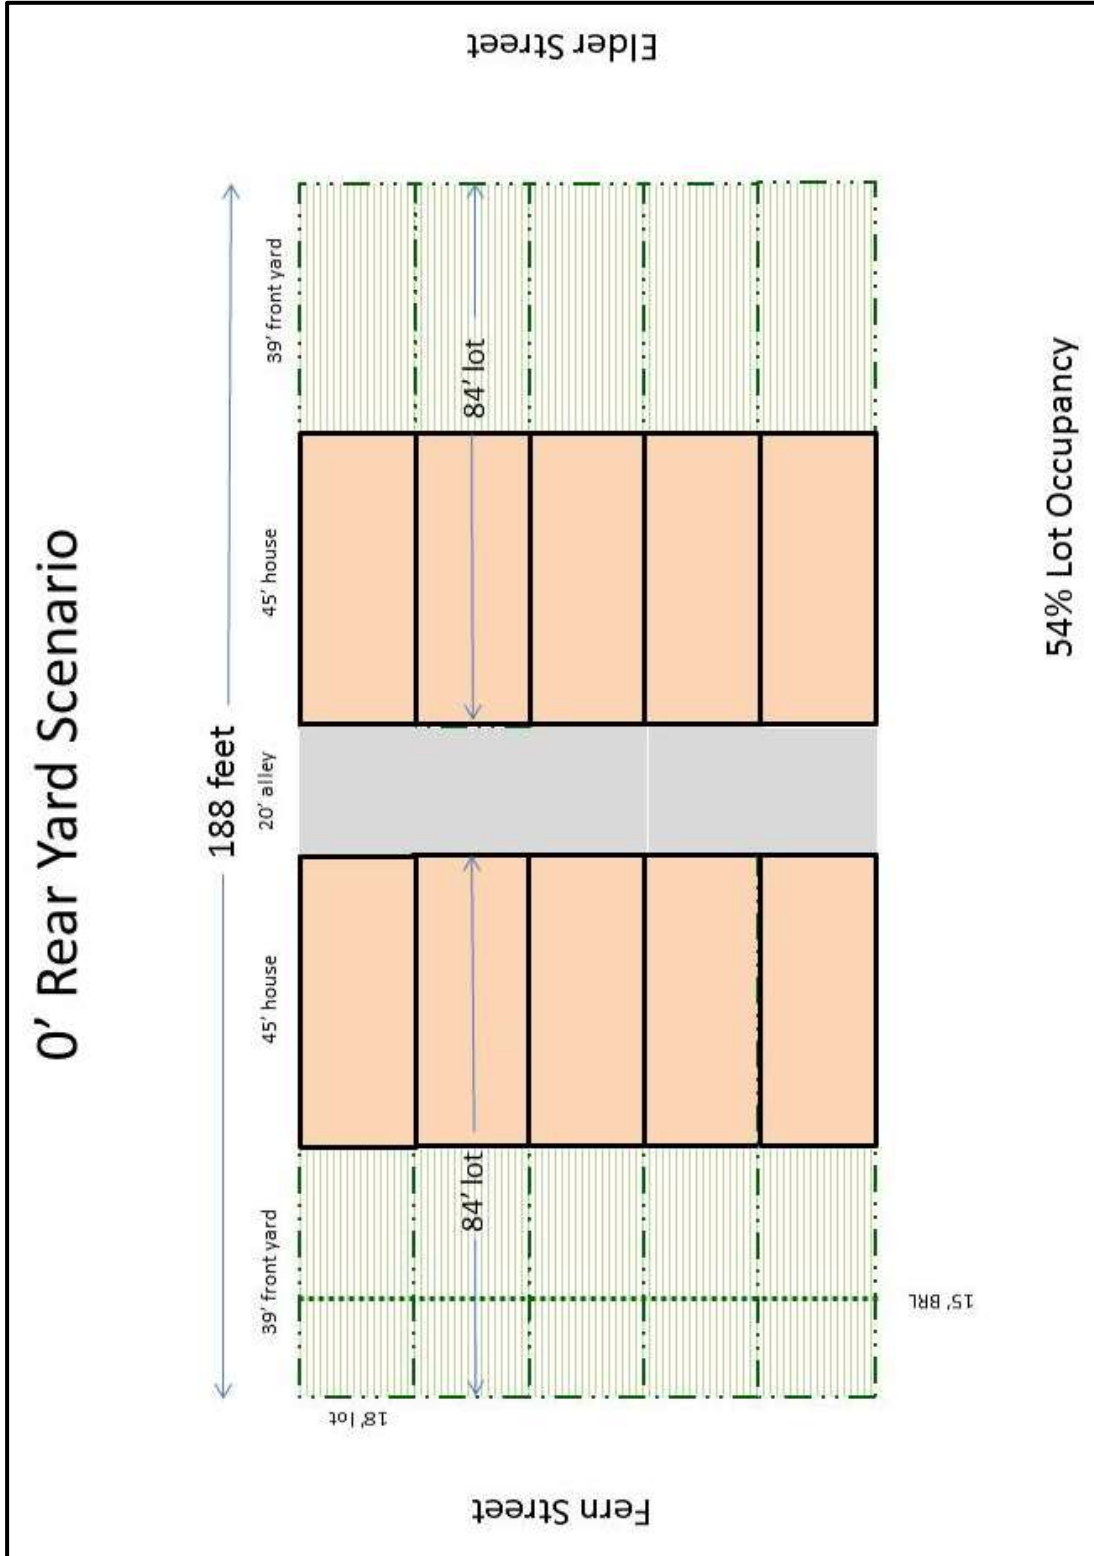 0' Rear Yard Scenario
188 feet
39' front yard
45' house
20' alley
45' house
39' front yard
84' lot
84' lot
18' lot
15' BRL
Fern Street
Elder Street
54% Lot Occupancy